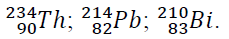 ²³⁴₉₀Th; ²¹⁴₈₂Pb; ²¹⁰₈₃Bi.